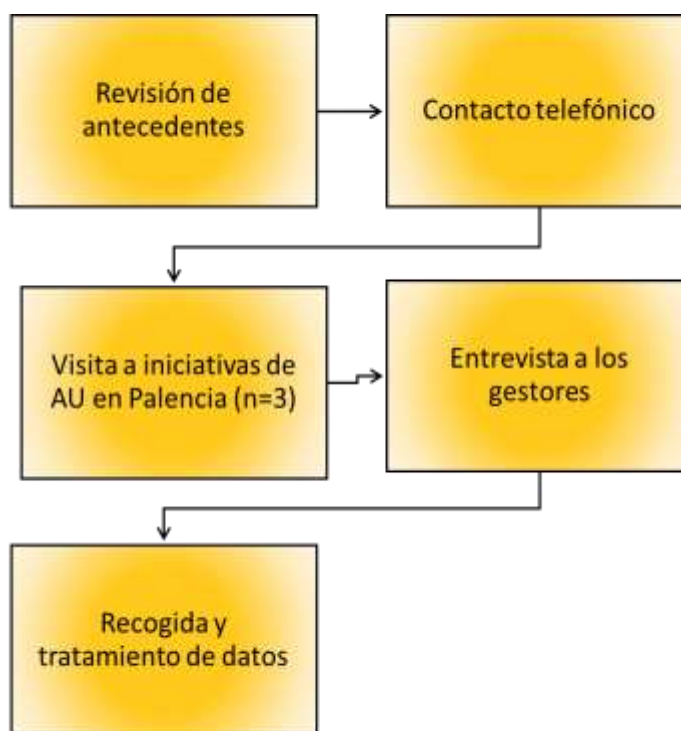 Revisión de
antecedentes
Contacto telefónico
Visita a iniciativas de
AU en Palencia (n=3)
Entrevista a los
gestores
Recogida y
tratamiento de datos